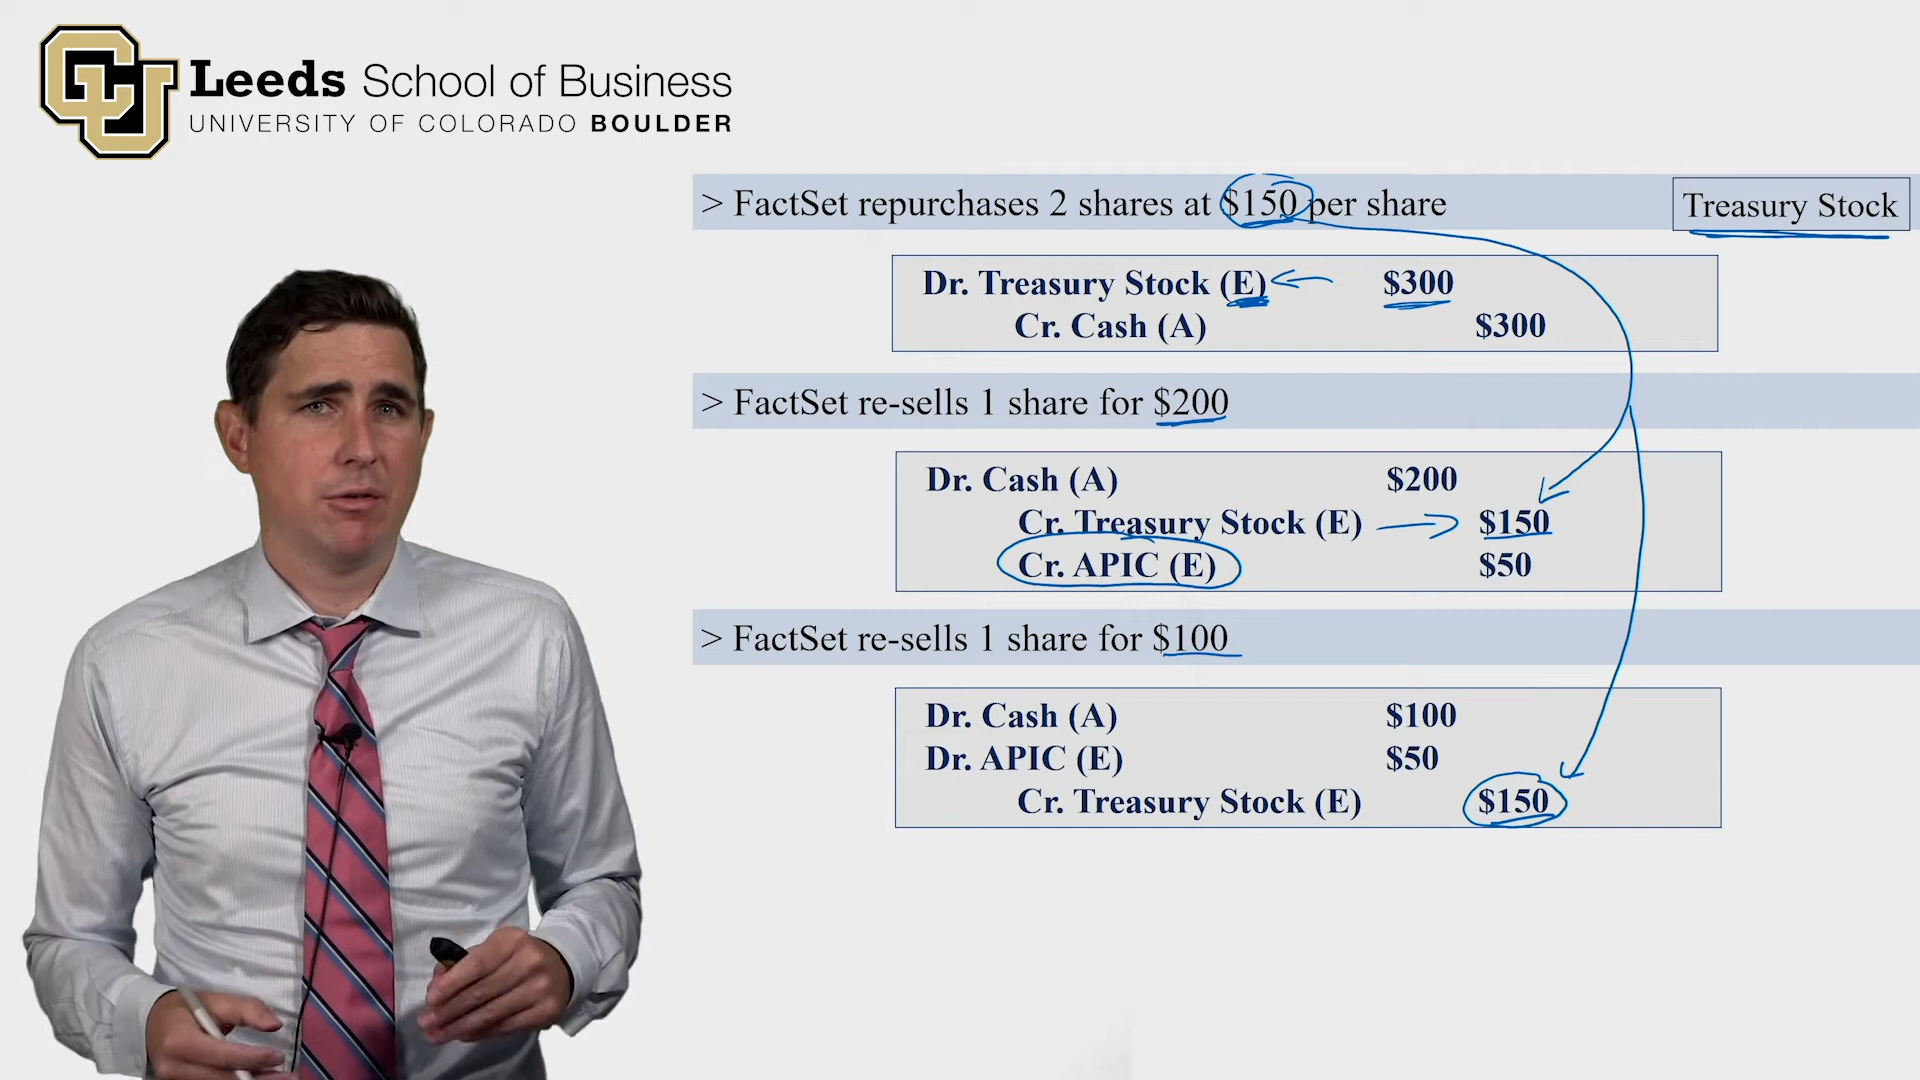 Leeds School of Business
UNIVERSITY OF COLORADO BOULDER
> FactSet repurchases 2 shares at $150 per share
Treasury Stock
Dr. Treasury Stock (E) $300
Cr. Cash (A) $300
> FactSet re-sells 1 share for $200
Dr. Cash (A) $200
Cr. Treasury Stock (E) $150
Cr. APIC (E) $50
> FactSet re-sells 1 share for $100
Dr. Cash (A) $100
Dr. APIC (E) $50
Cr. Treasury Stock (E) $150